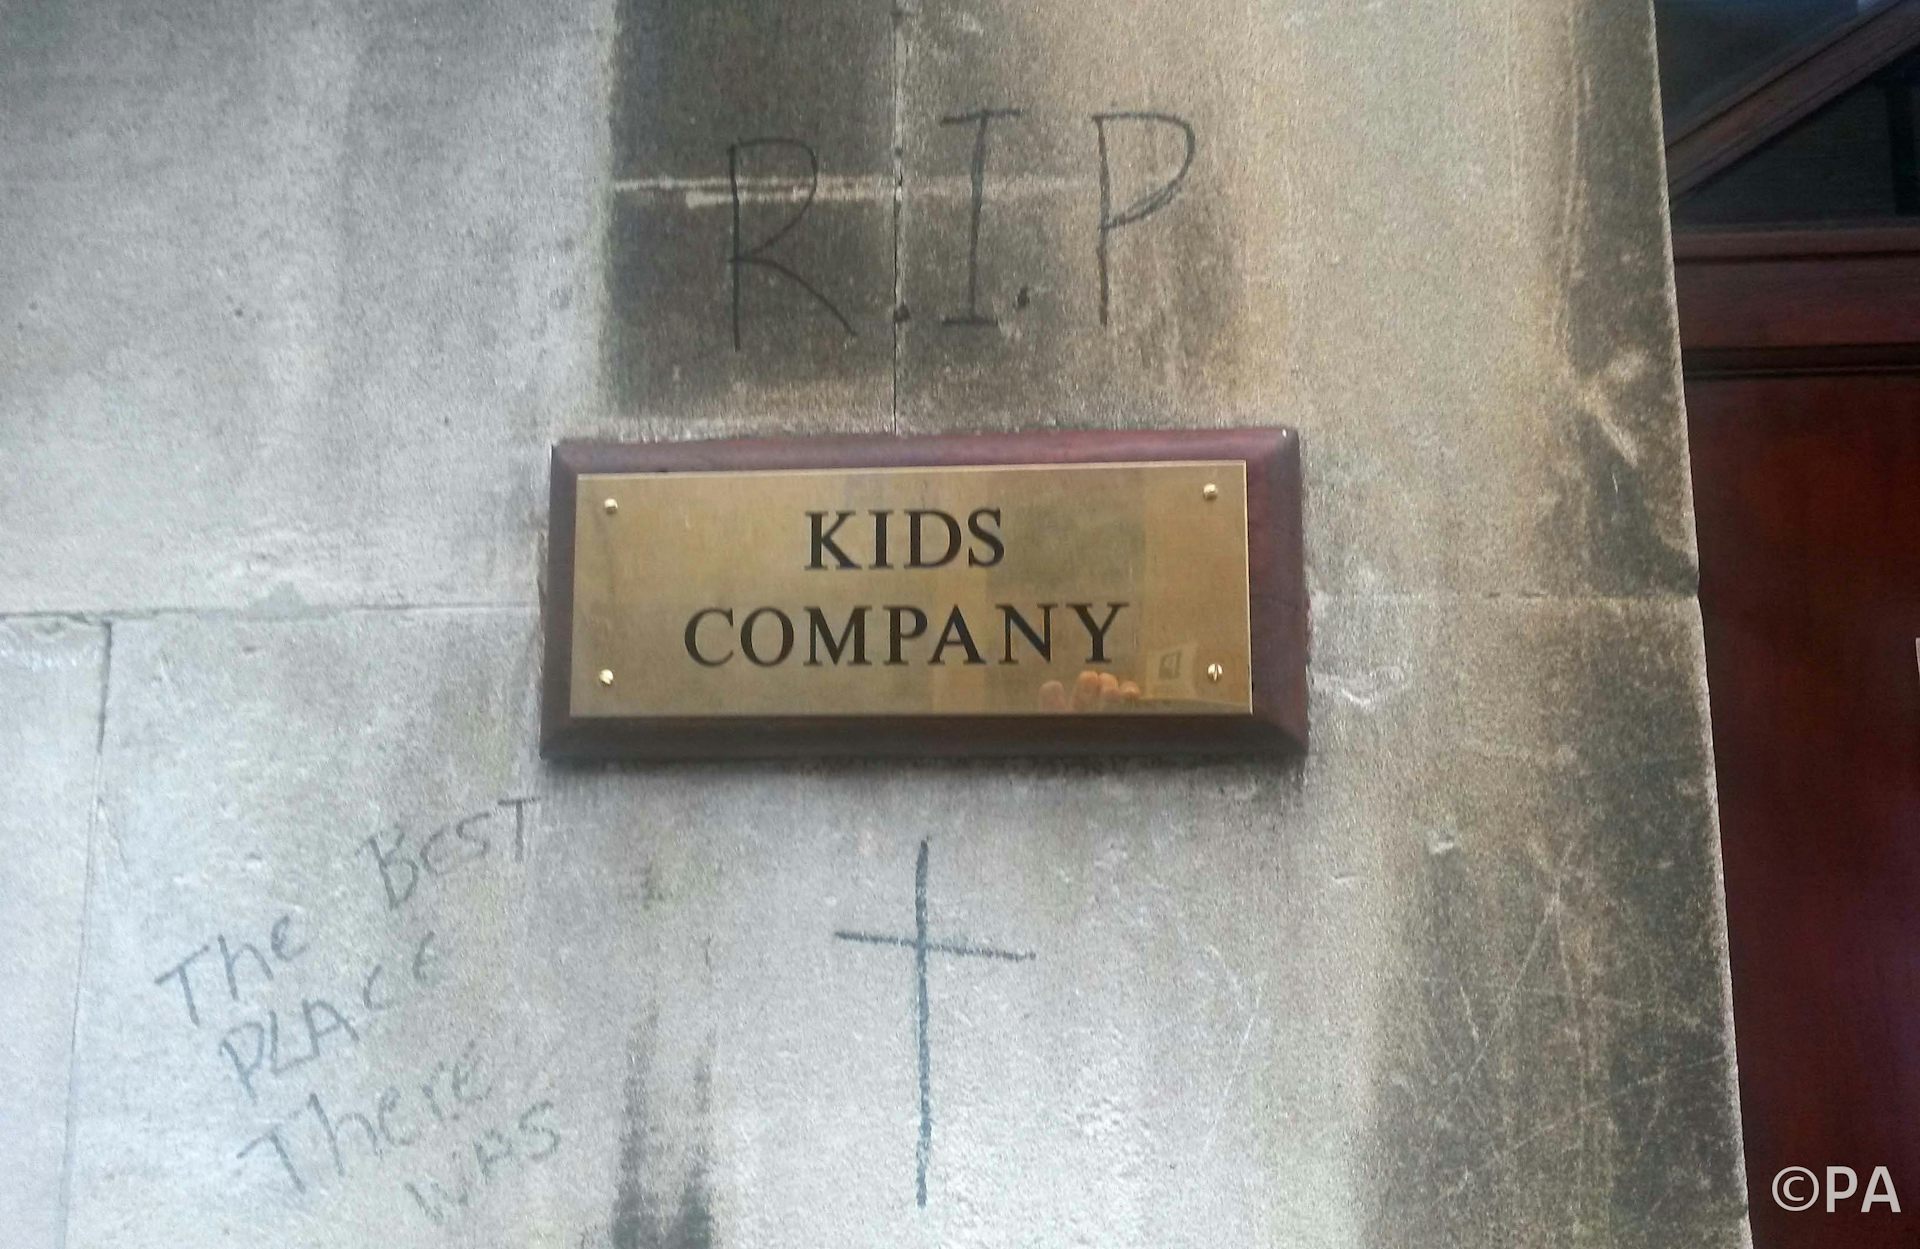 R.I.P
KIDS
COMPANY
The BEST
PLACE
There
WAS
©PA